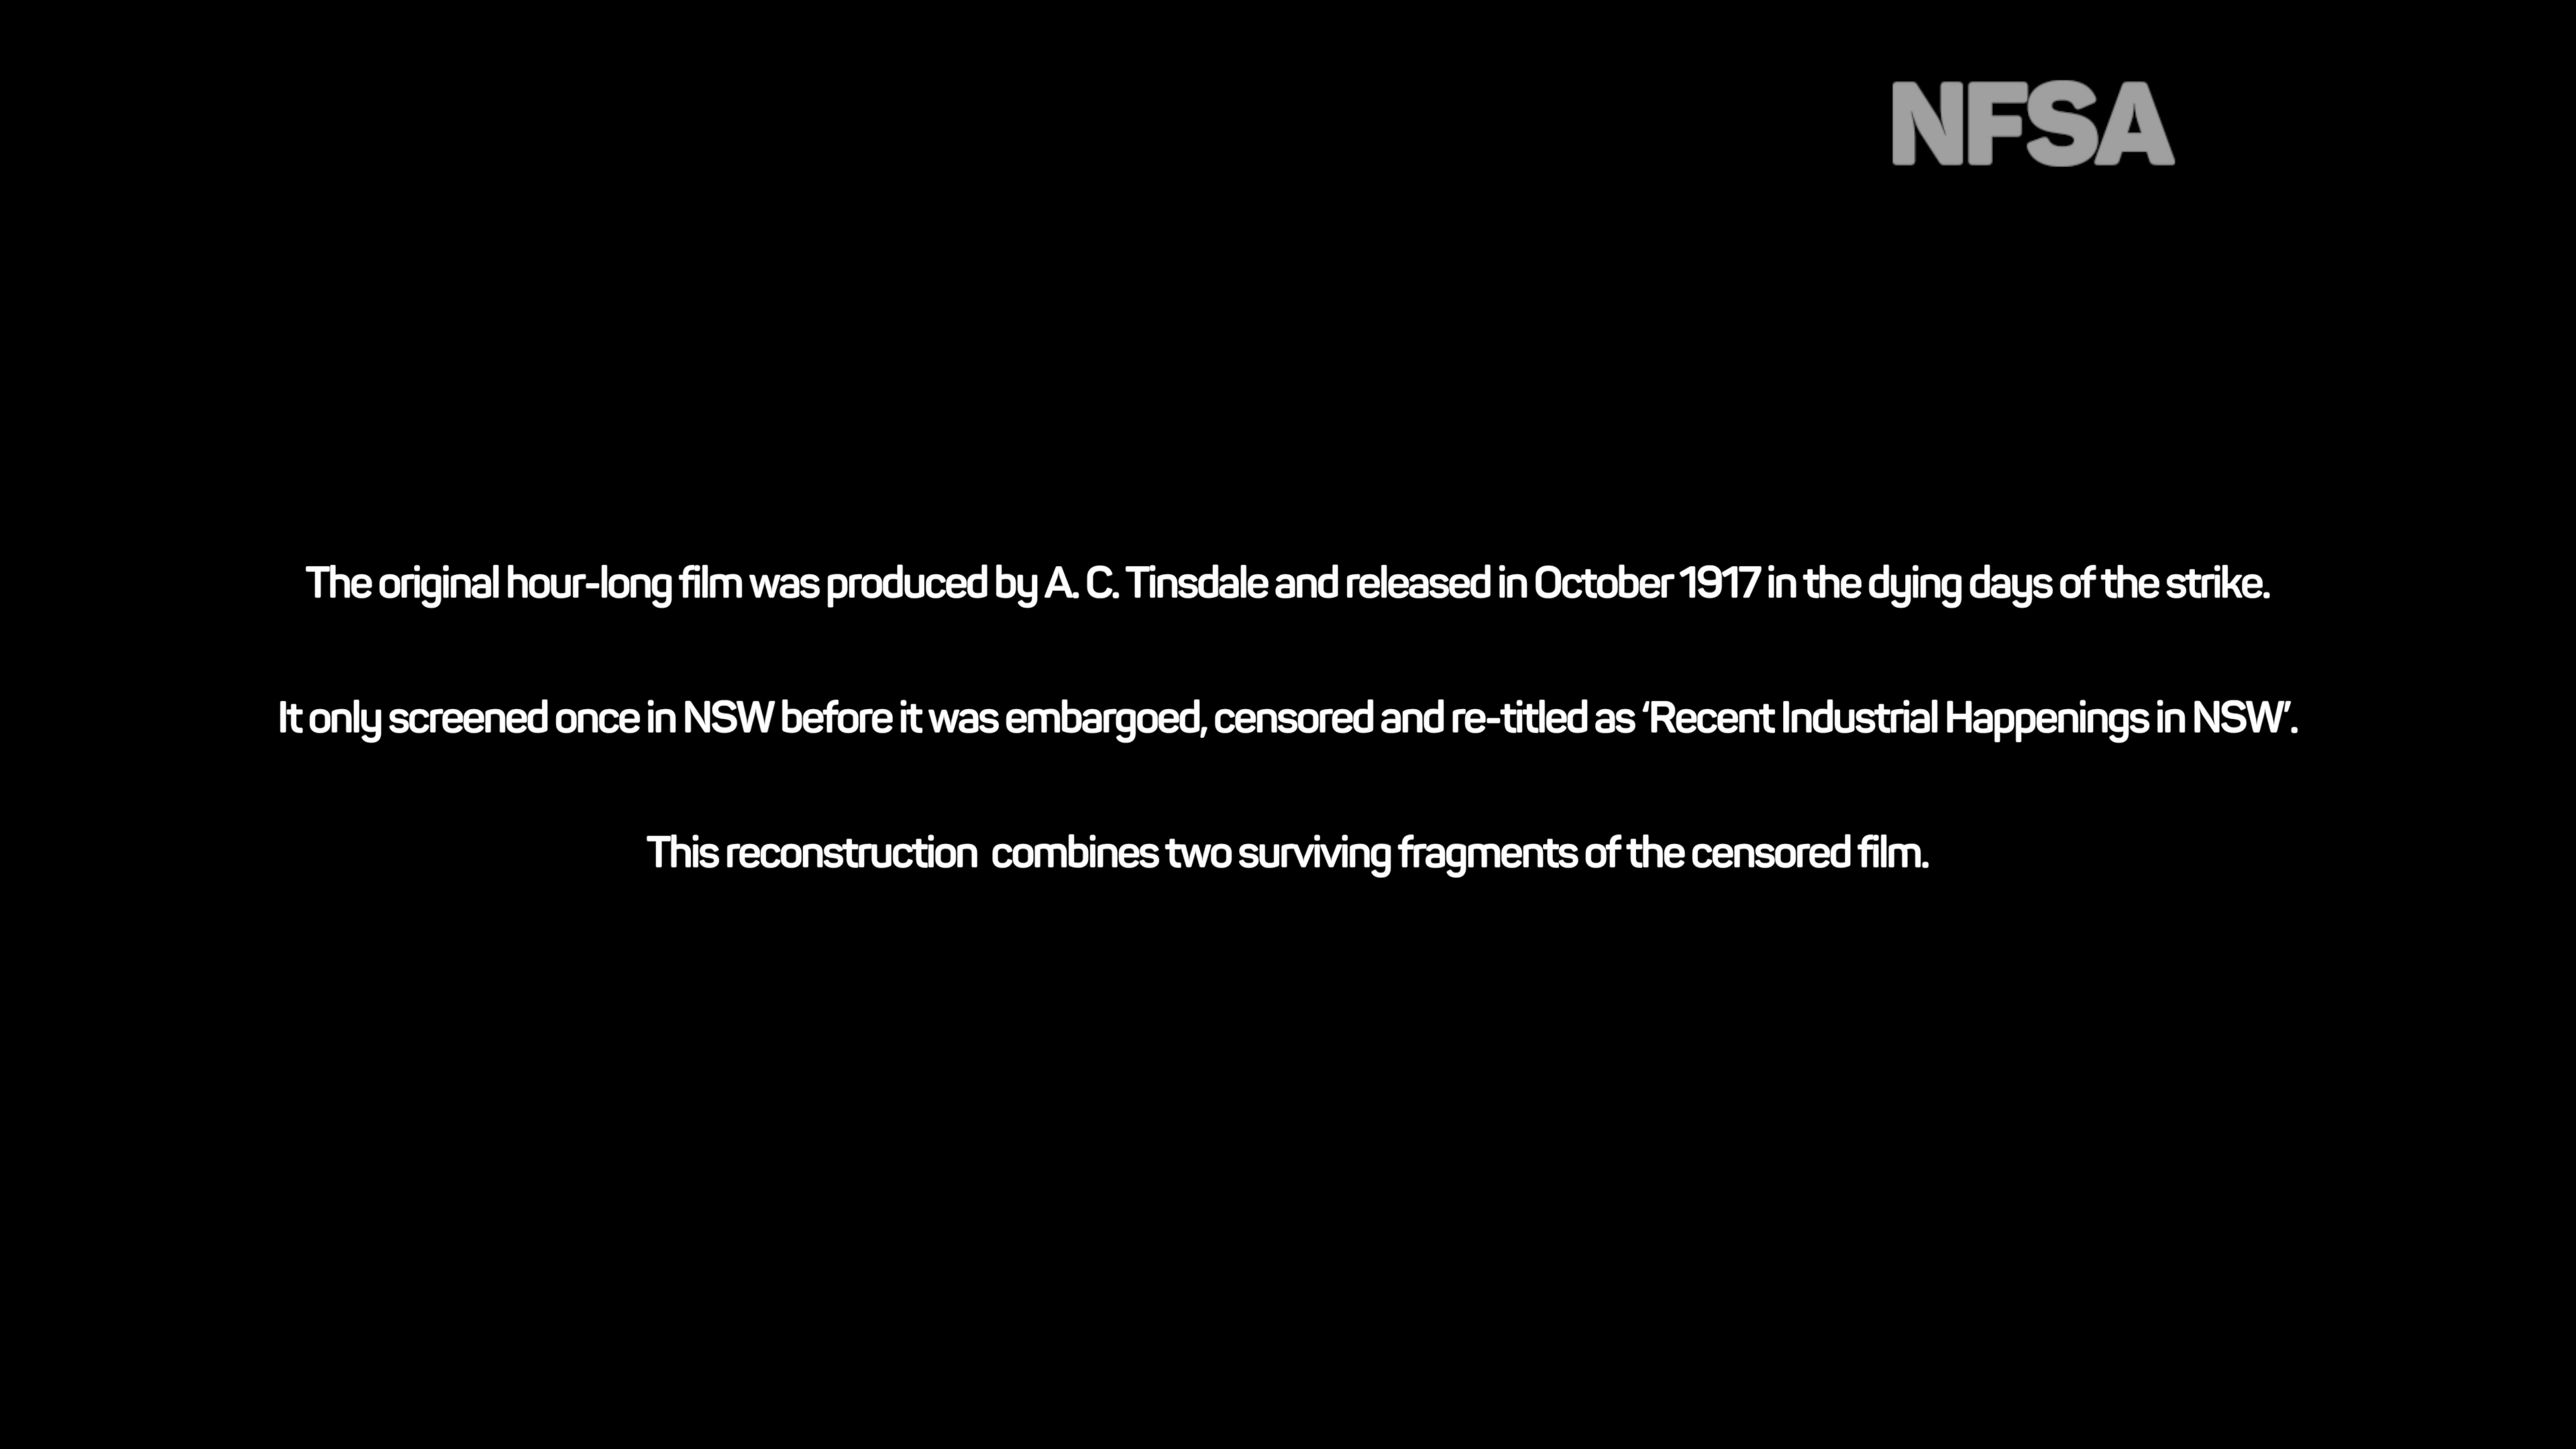 NFSA
The original hour-long film was produced by A. C. Tinsdale and released in October 1917 in the dying days of the strike.
It only screened once in NSW before it was embargoed, censored and re-titled as ‘Recent Industrial Happenings in NSW’.
This reconstruction  combines two surviving fragments of the censored film.